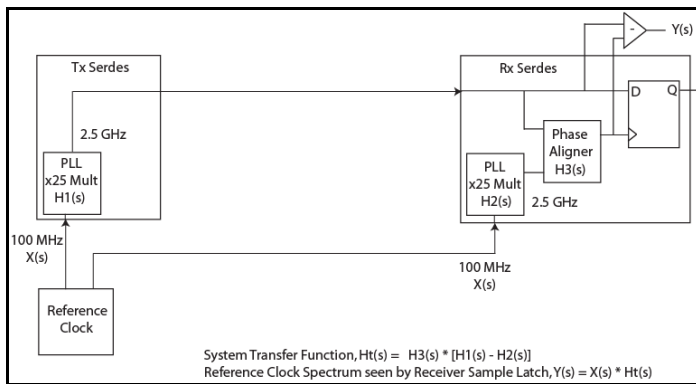 Y(s)
-
Tx Serdes
Rx Serdes
D
Q
2.5 GHz
Phase
Aligner
H3(s)
PLL
x25 Mult
H1(s)
PLL
x25 Mult
H2(s)
2.5 GHz
100 MHz
X(s)
100 MHz
X(s)
Reference
Clock
System Transfer Function, Ht(s) = H3(s) * [H1(s) - H2(s)]
Reference Clock Spectrum seen by Receiver Sample Latch, Y(s) = X(s) * Ht(s)